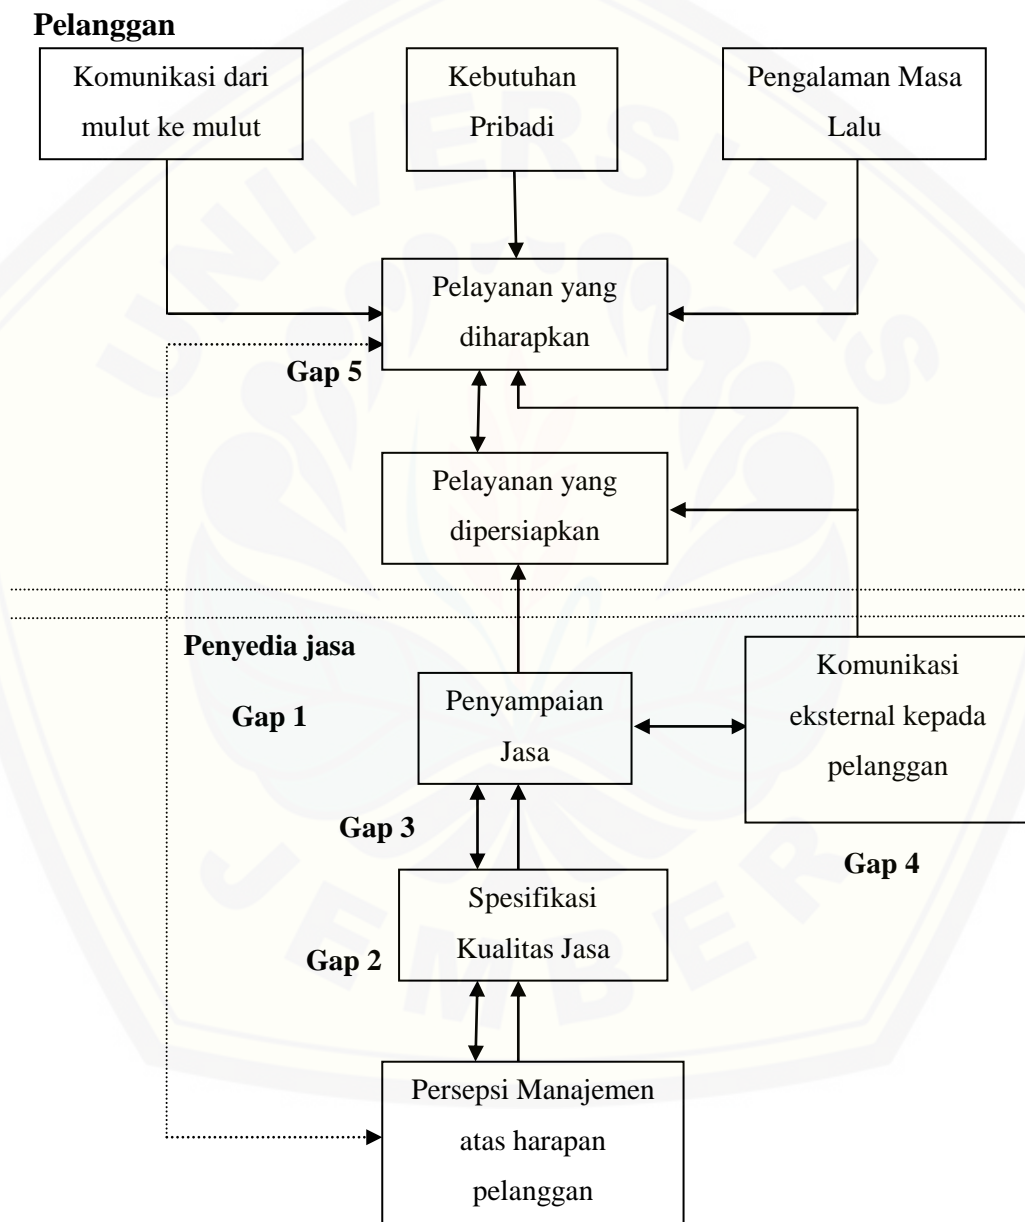 Pelanggan
Komunikasi dari
mulut ke mulut
Kebutuhan
Pribadi
Pengalaman Masa
Lalu
Pelayanan yang
diharapkan
Gap 5
Pelayanan yang
dipersiapkan
Penyedia jasa
Gap 1
Penyampaian
Jasa
Komunikasi
eksternal kepada
pelanggan
Gap 3
Gap 4
Spesifikasi
Kualitas Jasa
Gap 2
Persepsi Manajemen
atas harapan
pelanggan
UNIVERSITAS
JEMBER